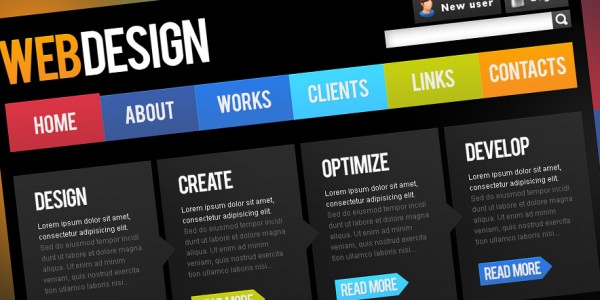 New user
WEBDESIGN
HOME
ABOUT
WORKS
CLIENTS
LINKS
CONTACTS
DESIGN
Lorem ipsum dolor sit amet,
consectetur adipisicing elit.
Sed do eiusmod tempor incidi
dunt ut labore et dolore magna
aliqua. Ut enim ad minim
veniam, quis nostrud exercita
tion ullamco laboris nisi...
CREATE
Lorem ipsum dolor sit amet,
consectetur adipisicing elit.
Sed do eiusmod tempor incidi
dunt ut labore et dolore magna
aliqua. Ut enim ad minim
veniam, quis nostrud exercita
tion ullamco laboris nisi...
READ MORE
OPTIMIZE
Lorem ipsum dolor sit amet,
consectetur adipisicing elit.
Sed do eiusmod tempor incidi
dunt ut labore et dolore magna
aliqua. Ut enim ad minim
veniam, quis nostrud exercita
tion ullamco laboris nisi...
READ MORE
DEVELOP
Lorem ipsum dolor sit amet,
consectetur adipisicing elit.
Sed do eiusmod tempor incidi
dunt ut labore et dolore magna
aliqua. Ut enim ad minim
veniam, quis nostrud exercita
tion ullamco laboris nisi...
READ MORE